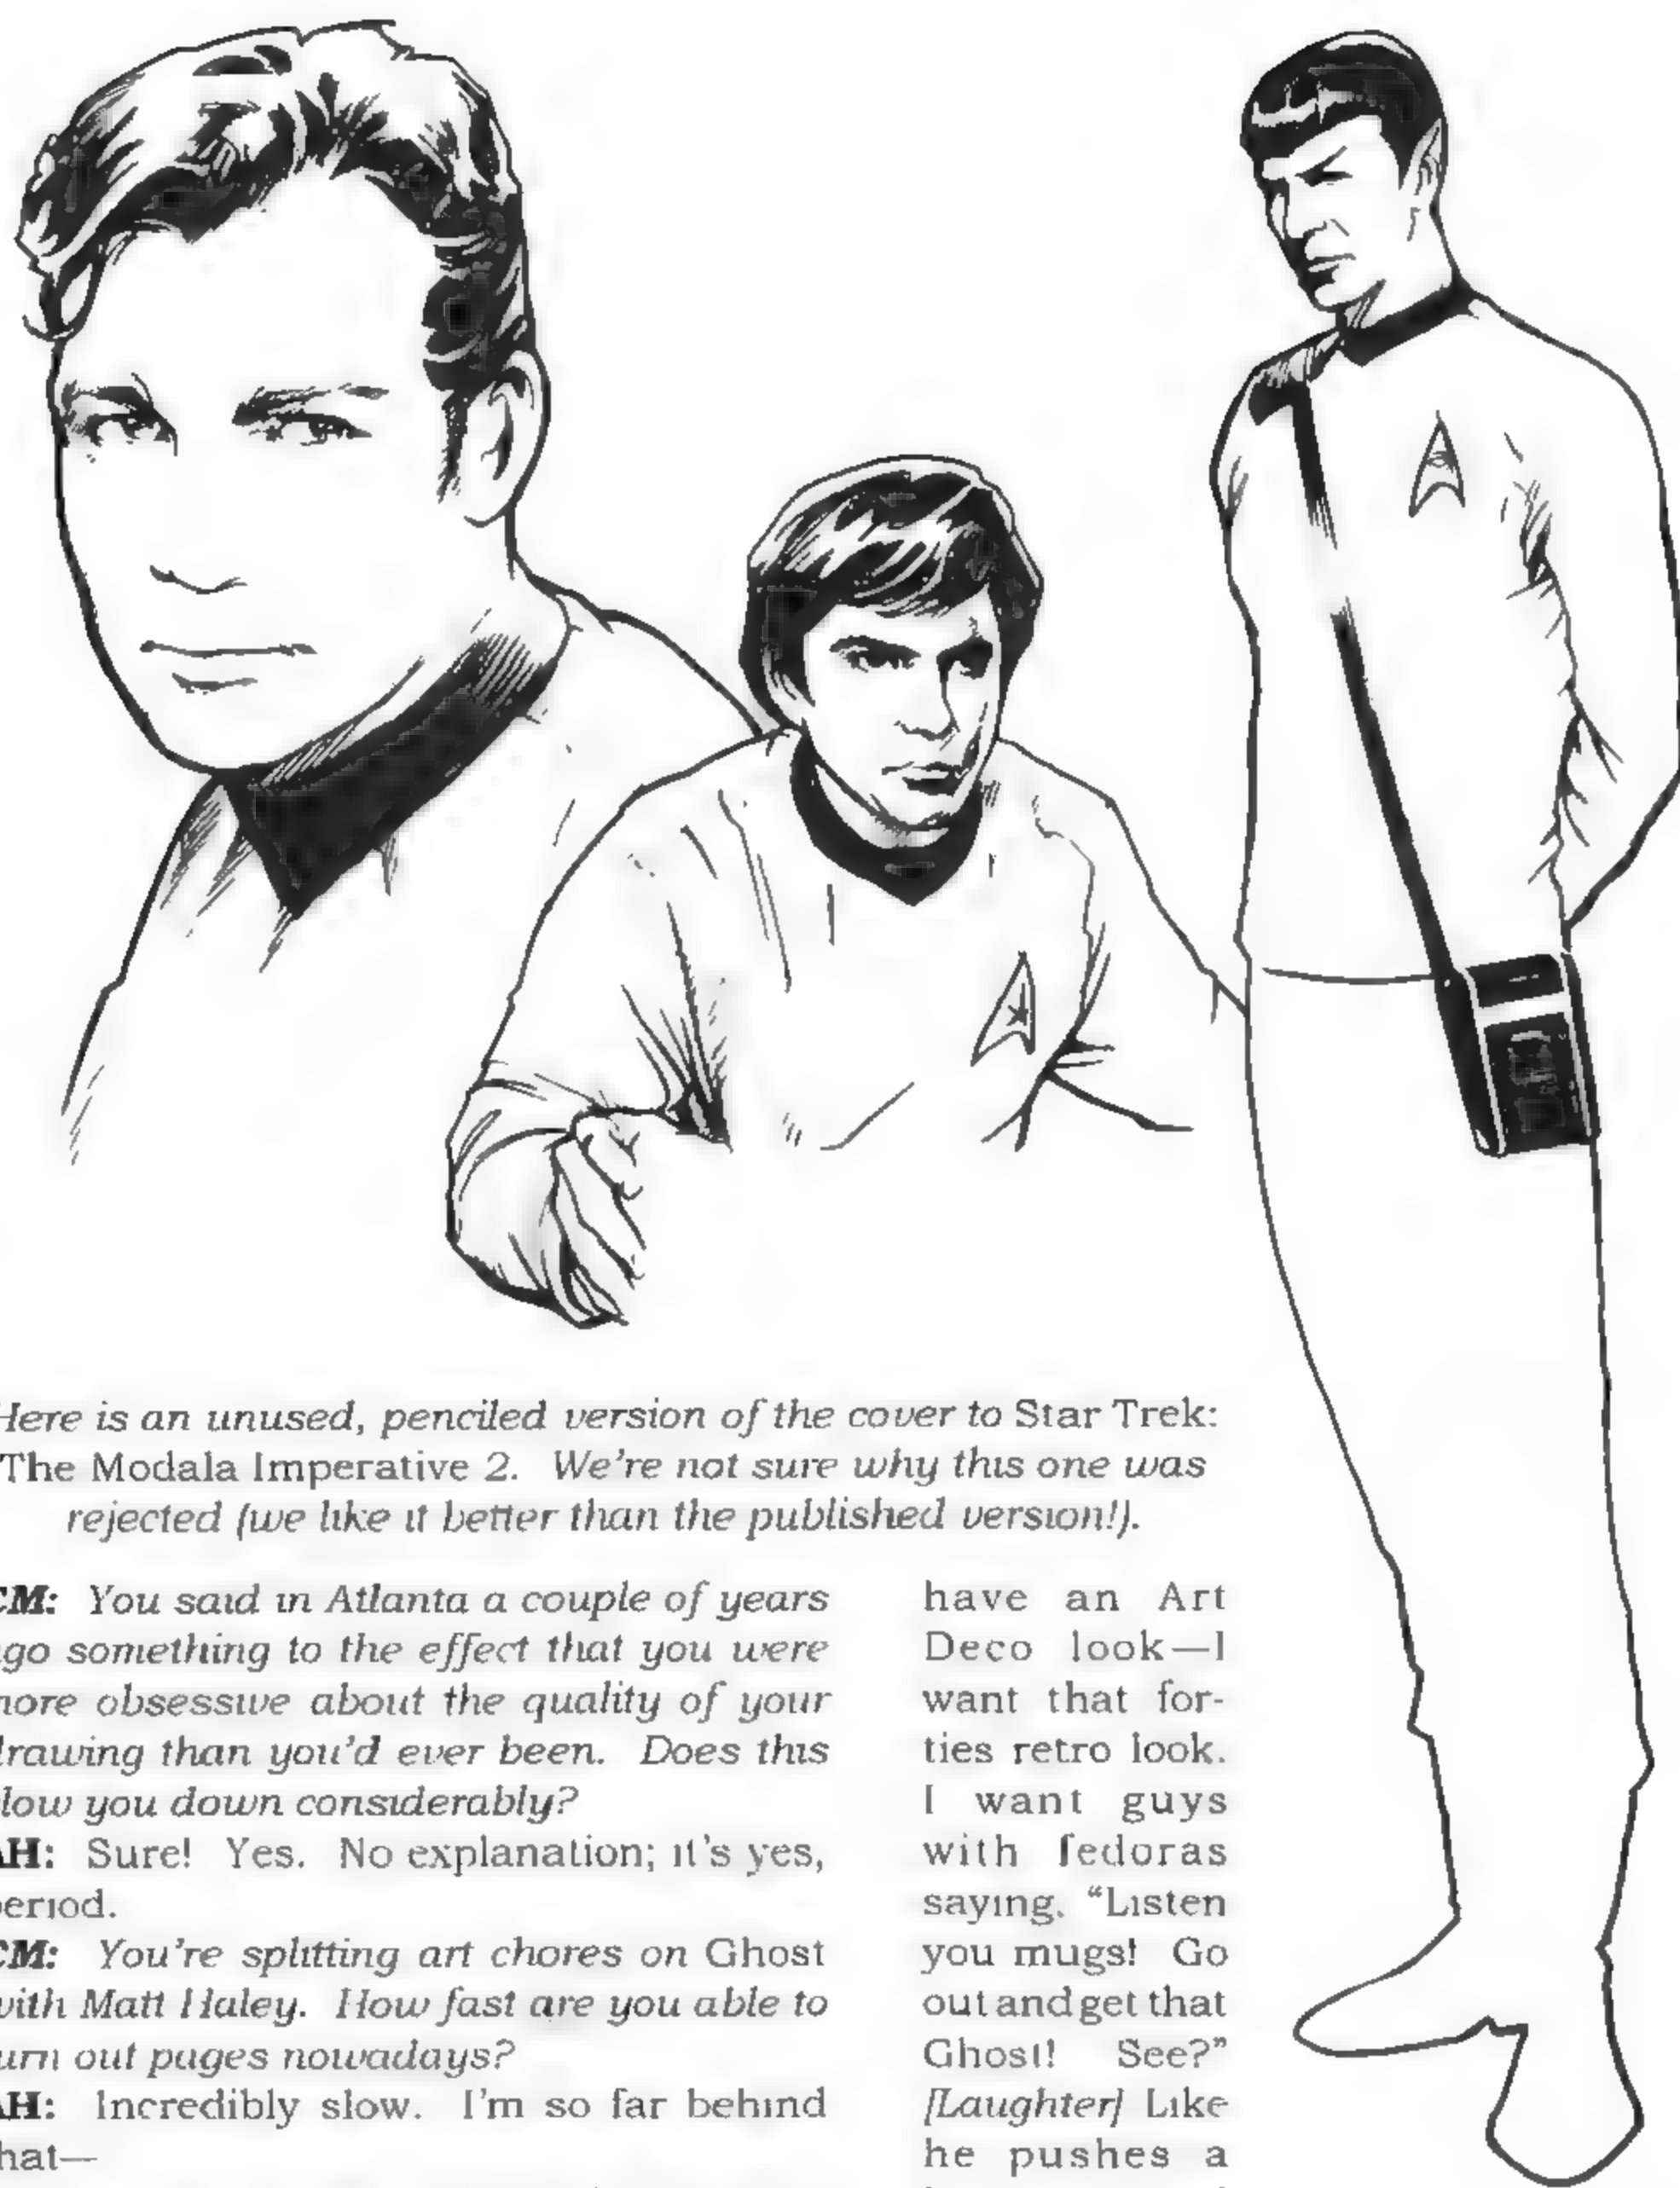 Here is an unused, penciled version of the cover to Star Trek:
The Modala Imperative 2. We're not sure why this one was
rejected (we like it better than the published version!).
CM: You said in Atlanta a couple of years
go something to the effect that you were
nore obsessive about the quality of your
drawing than you'd ever been. Does this
low you down considerably?
AH: Sure! Yes. No explanation; it's yes,
period.
CM: You're splitting art chores on Ghost
with Matt Haley. How fast are you able to
urn out pages nowadays?
AH: Incredibly slow. I'm so far behind
hat—
have an Art
Deco look—I
want that for-
ties retro look.
I want guys
with fedoras
saying, "Listen
you mugs! Go
out and get that
Ghost! See?"
[Laughter] Like
he pushes a